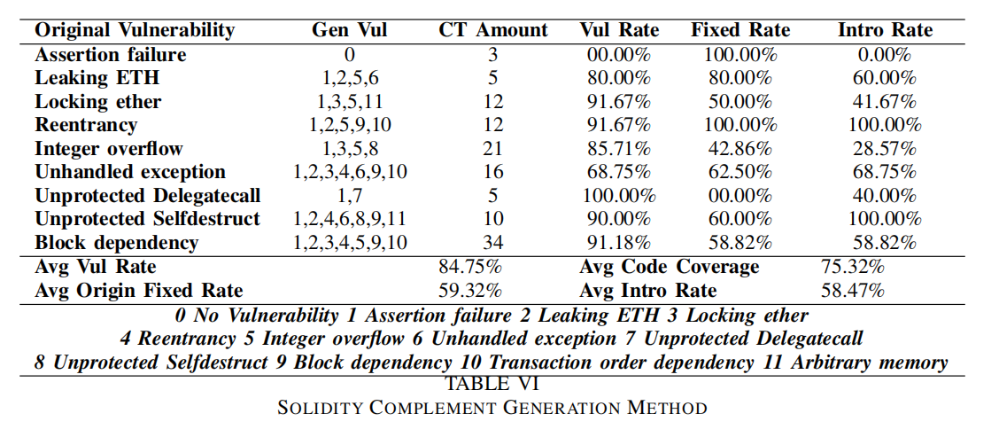 Original Vulnerability Gen Vul CT Amount Vul Rate Fixed Rate Intro Rate
Assertion failure 0 3 00.00% 100.00% 0.00%
Leaking ETH 1,2,5,6 5 80.00% 80.00% 60.00%
Locking ether 1,3,5,11 12 91.67% 50.00% 41.67%
Reentrancy 1,2,5,9,10 12 91.67% 100.00% 100.00%
Integer overflow 1,3,5,8 21 85.71% 42.86% 28.57%
Unhandled exception 1,2,3,4,6,9,10 16 68.75% 62.50% 68.75%
Unprotected Delegatecall 1,7 5 100.00% 00.00% 40.00%
Unprotected Selfdestruct 1,2,4,6,8,9,11 10 90.00% 60.00% 100.00%
Block dependency 1,2,3,4,5,9,10 34 91.18% 58.82% 58.82%
Avg Vul Rate 84.75% Avg Code Coverage 75.32%
Avg Origin Fixed Rate 59.32% Avg Intro Rate 58.47%
0 No Vulnerability 1 Assertion failure 2 Leaking ETH 3 Locking ether
4 Reentrancy 5 Integer overflow 6 Unhandled exception 7 Unprotected Delegatecall
8 Unprotected Selfdestruct 9 Block dependency 10 Transaction order dependency 11 Arbitrary memory
TABLE VI
SOLIDITY COMPLEMENT GENERATION METHOD